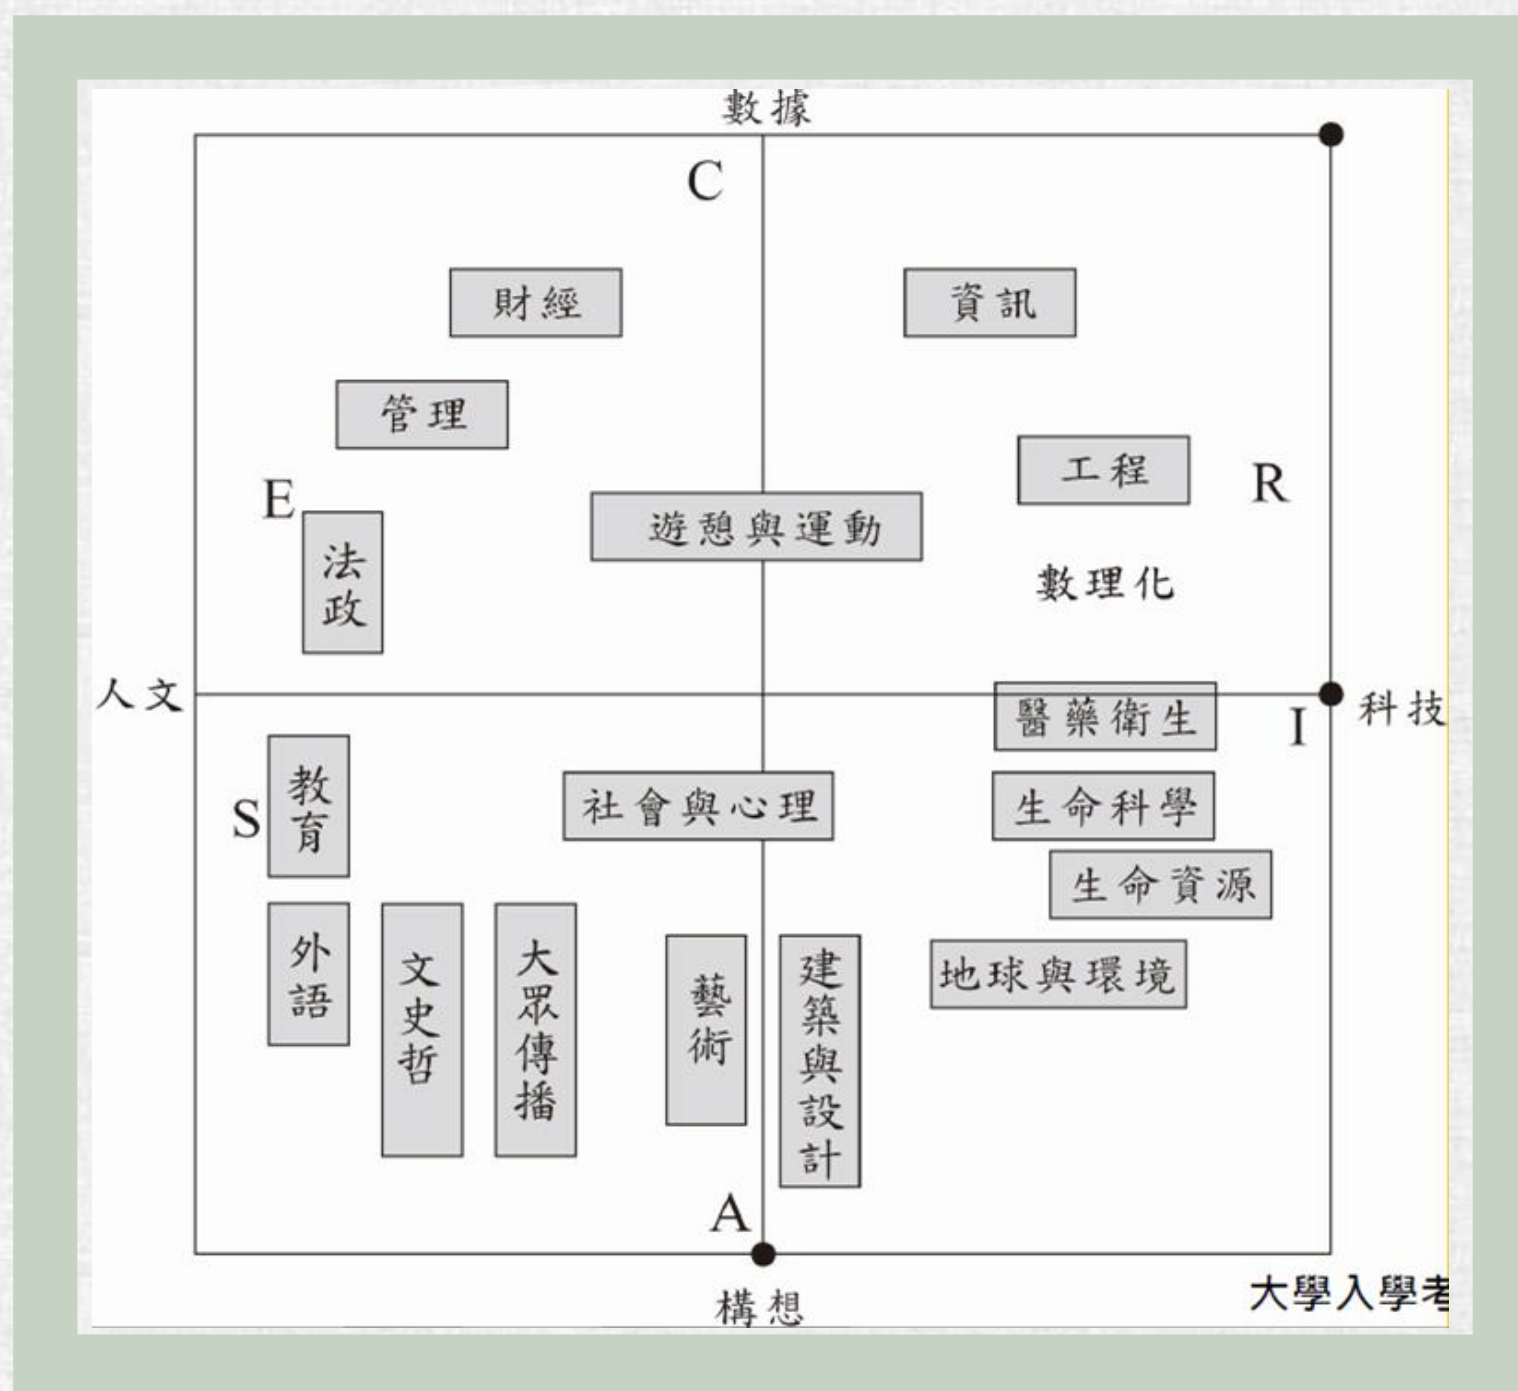 數據
C
財經
資訊
管理
工程
E
R
遊憩與運動
法政
數理化
人文
科技
醫藥衛生
I
教育
S
社會與心理
生命科學
生命資源
外語
文史哲
大眾傳播
藝術
建築與設計
地球與環境
A
構想
大學入學考